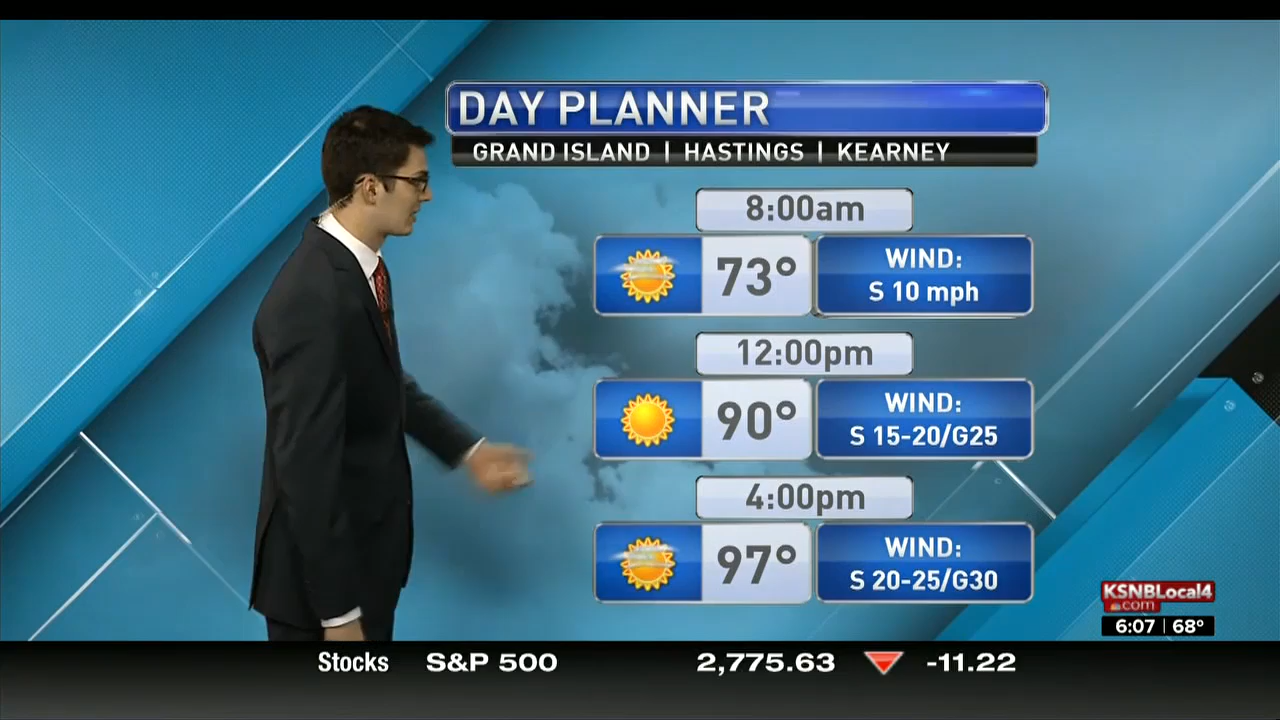 DAY PLANNER
GRAND ISLAND | HASTINGS | KEARNEY
8:00am
73°
WIND:
S 10 mph
12:00pm
90°
WIND:
S 15-20/G25
4:00pm
97°
WIND:
S 20-25/G30
KSNBLocal4
.com
6:07 | 68°
Stocks S&P 500 2,775.63 -11.22